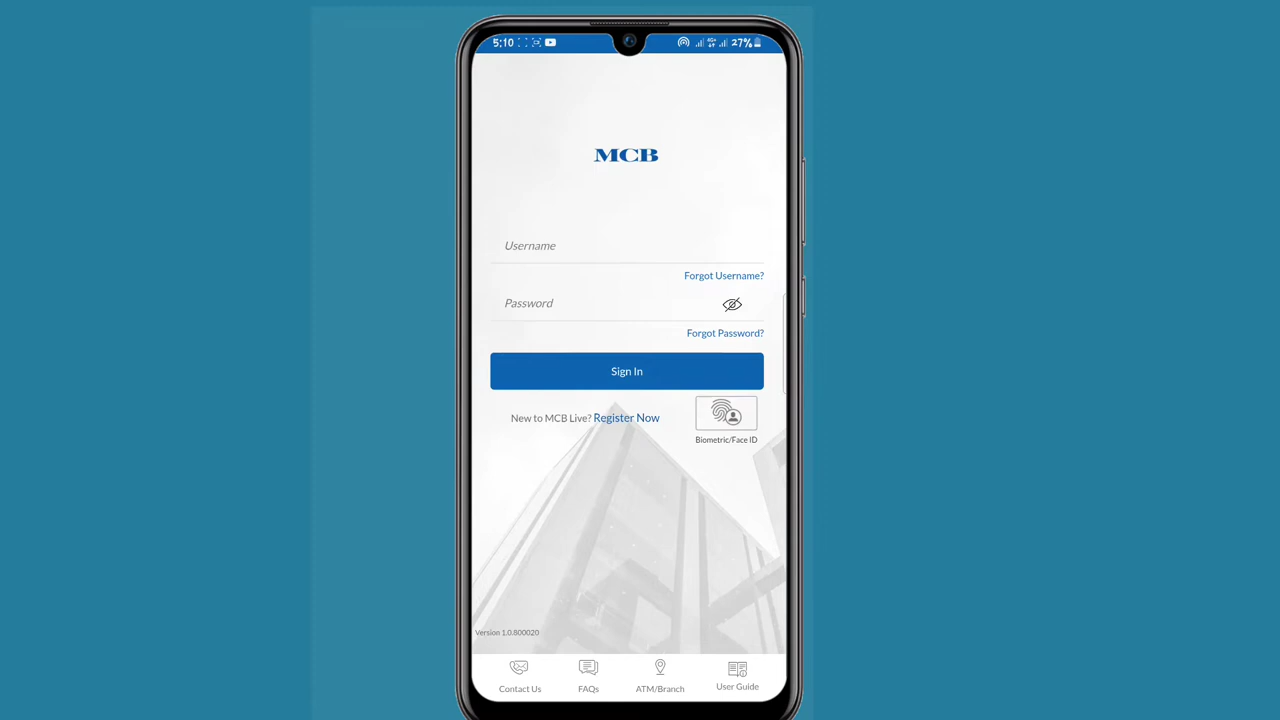 5:10 4G+ 27%
MCB
Username
Forgot Username?
Password
Forgot Password?
Sign In
New to MCB Live? Register Now
Biometric/Face ID
Version 1.0.800020
Contact Us FAQs ATM/Branch User Guide